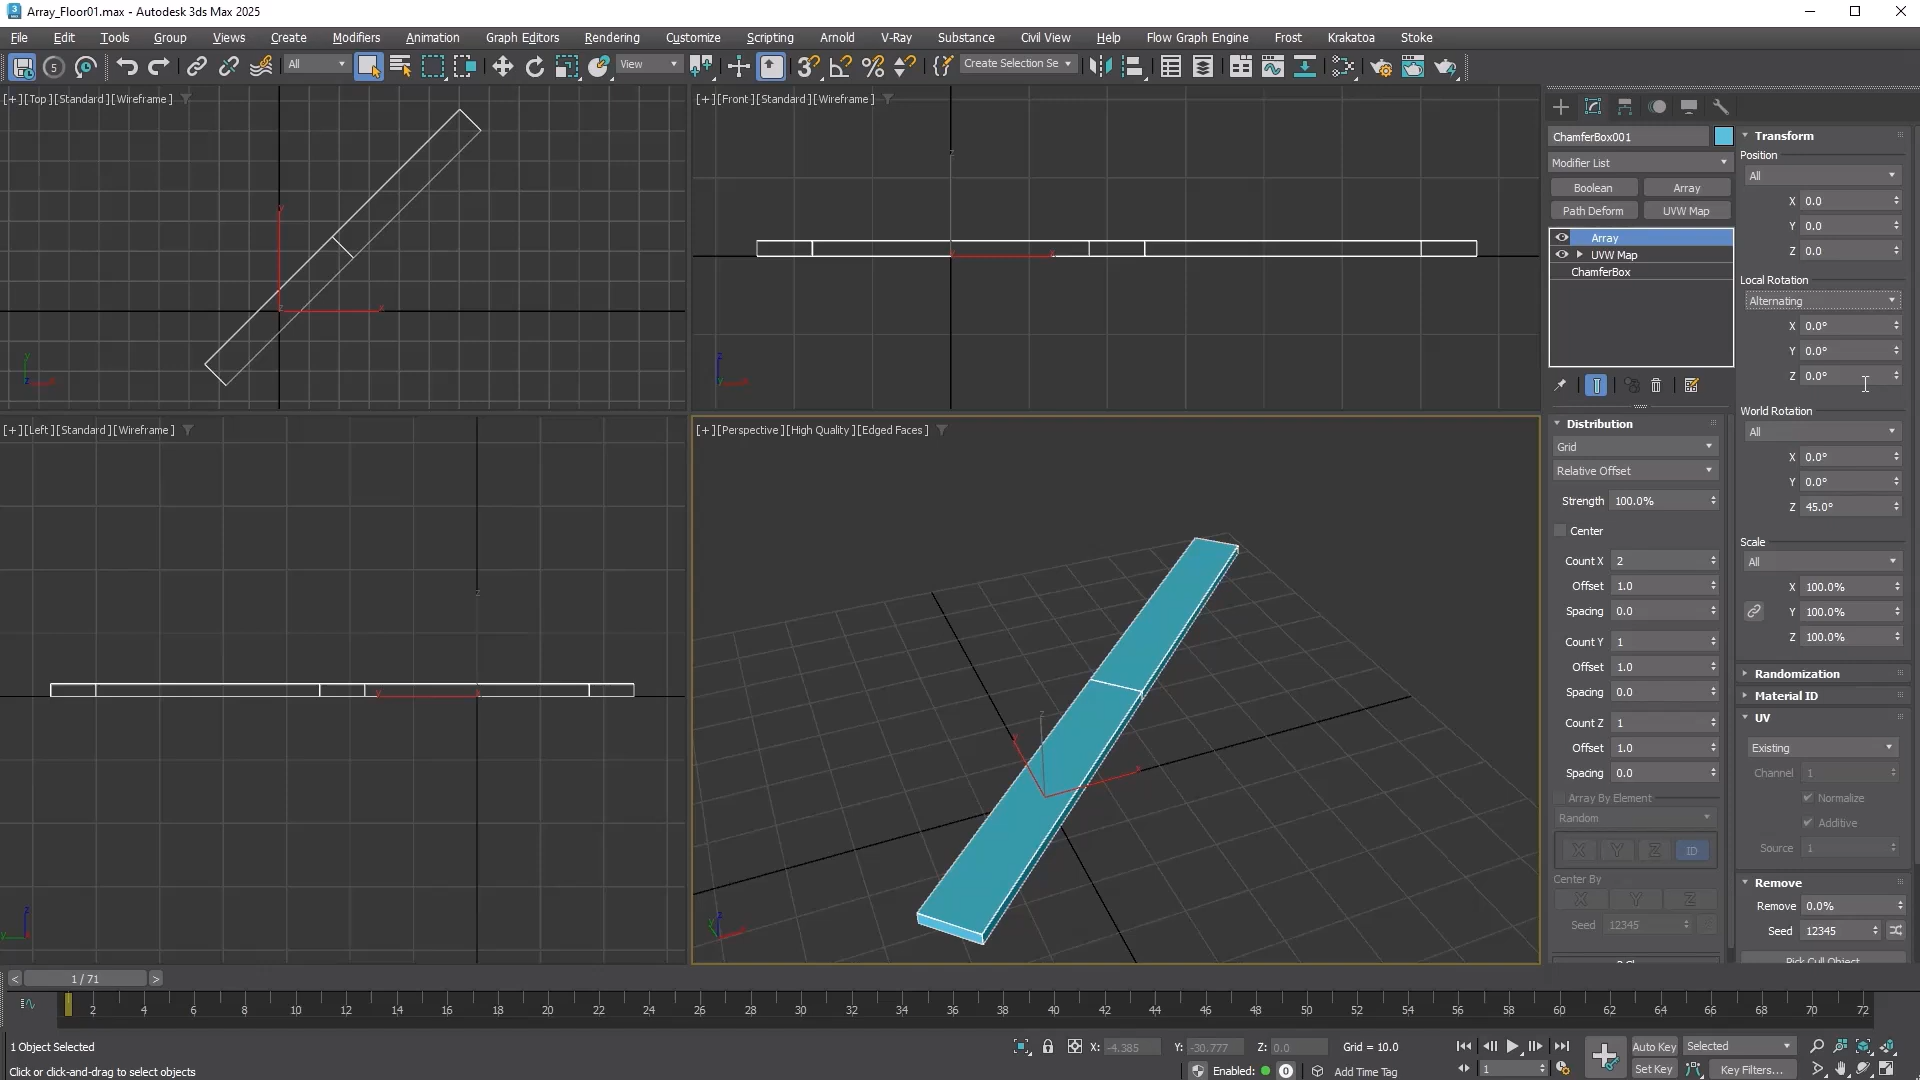 Array_Floor01.max - Autodesk 3ds Max 2025
File Edit Tools Group Views Create Modifiers Animation Graph Editors Rendering Customize Scripting Arnold V-Ray Substance Civil View Help Flow Graph Engine Frost Krakatoa Stoke
All View Create Selection Se
[+][Top][Standard][Wireframe]
[+][Front][Standard][Wireframe]
[+][Left][Standard][Wireframe]
[+][Perspective][High Quality][Edged Faces]
ChamferBox001
Modifier List
Boolean Array
Path Deform UVW Map
Array
UVW Map
ChamferBox
Distribution
Grid
Relative Offset
Strength 100.0%
Center
Count X 2
Offset 1.0
Spacing 0.0
Count Y 1
Offset 1.0
Spacing 0.0
Count Z 1
Offset 1.0
Spacing 0.0
Array By Element
Random
X Y Z ID
Center By
X Y Z
Seed 12345
Transform
Position
All
X 0.0
Y 0.0
Z 0.0
Local Rotation
Alternating
X 0.0°
Y 0.0°
Z 0.0°
World Rotation
All
X 0.0°
Y 0.0°
Z 45.0°
Scale
All
X 100.0%
Y 100.0%
Z 100.0%
Randomization
Material ID
UV
Existing
Channel 1
Normalize
Additive
Source 1
Remove
Remove 0.0%
Seed 12345
Pick Cull Object
< 1 / 71 >
2 4 6 8 10 12 14 16 18 20 22 24 26 28 30 32 34 36 38 40 42 44 46 48 50 52 54 56 58 60 62 64 66 68 70 72
1 Object Selected
Click or click-and-drag to select objects
X: -4.385 Y: -30.777 Z: 0.0 Grid = 10.0
Enabled: 0 Add Time Tag
1
Auto Key Selected
Set Key Key Filters...